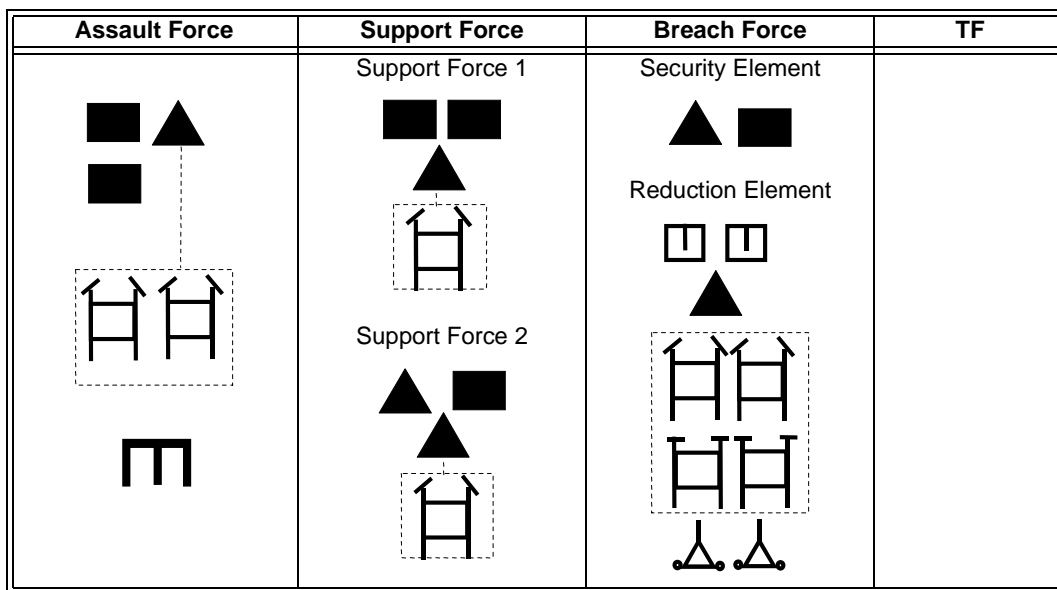 Assault Force
Support Force
Breach Force
TF
Support Force 1
Support Force 2
Security Element
Reduction Element